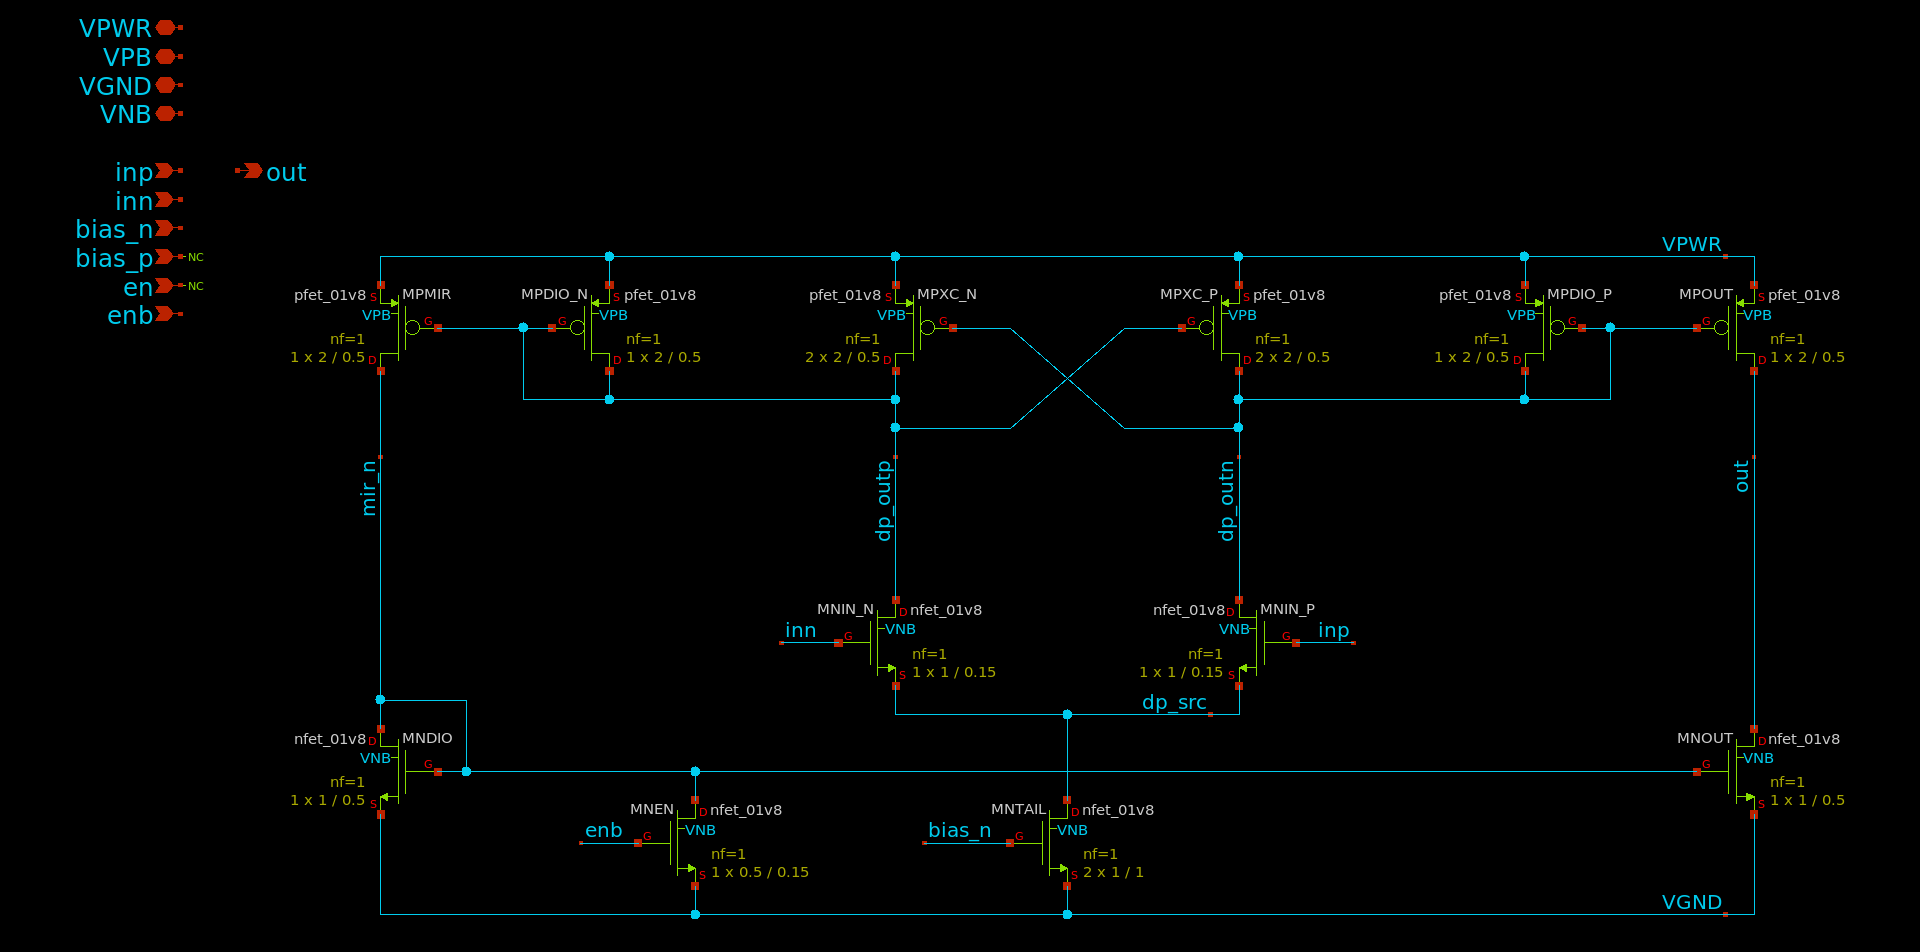 VPWR
VPB
VGND
VNB
inp
out
inn
bias_n
bias_p
NC
en
NC
enb
VPWR
pfet_01v8
S
MPMIR
VPB
G
nf=1
1 x 2 / 0.5
D
MPDIO_N
S
pfet_01v8
VPB
G
nf=1
D
1 x 2 / 0.5
pfet_01v8
S
MPXC_N
VPB
G
nf=1
2 x 2 / 0.5
D
MPXC_P
S
pfet_01v8
VPB
G
nf=1
D
2 x 2 / 0.5
pfet_01v8
S
MPDIO_P
VPB
G
nf=1
1 x 2 / 0.5
D
MPOUT
S
pfet_01v8
VPB
G
nf=1
D
1 x 2 / 0.5
mir_n
dp_outp
dp_outn
out
MNIN_N
D
nfet_01v8
inn
G
VNB
nf=1
S
1 x 1 / 0.15
nfet_01v8
D
MNIN_P
VNB
G
inp
nf=1
1 x 1 / 0.15
S
dp_src
nfet_01v8
D
MNDIO
VNB
G
nf=1
1 x 1 / 0.5
S
MNOUT
D
nfet_01v8
VNB
G
nf=1
S
1 x 1 / 0.5
MNEN
D
nfet_01v8
enb
G
VNB
nf=1
S
1 x 0.5 / 0.15
MNTAIL
D
nfet_01v8
bias_n
G
VNB
nf=1
S
2 x 1 / 1
VGND